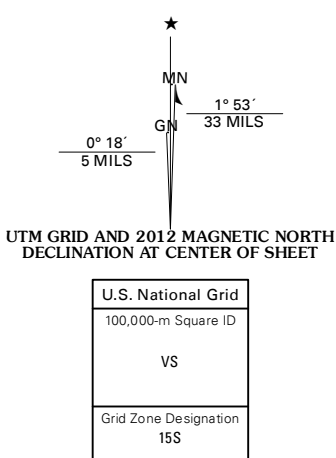 ★
MN
1° 53´
33 MILS
GN
0° 18´
5 MILS
UTM GRID AND 2012 MAGNETIC NORTH
DECLINATION AT CENTER OF SHEET
U.S. National Grid
100,000-m Square ID
VS
Grid Zone Designation
15S